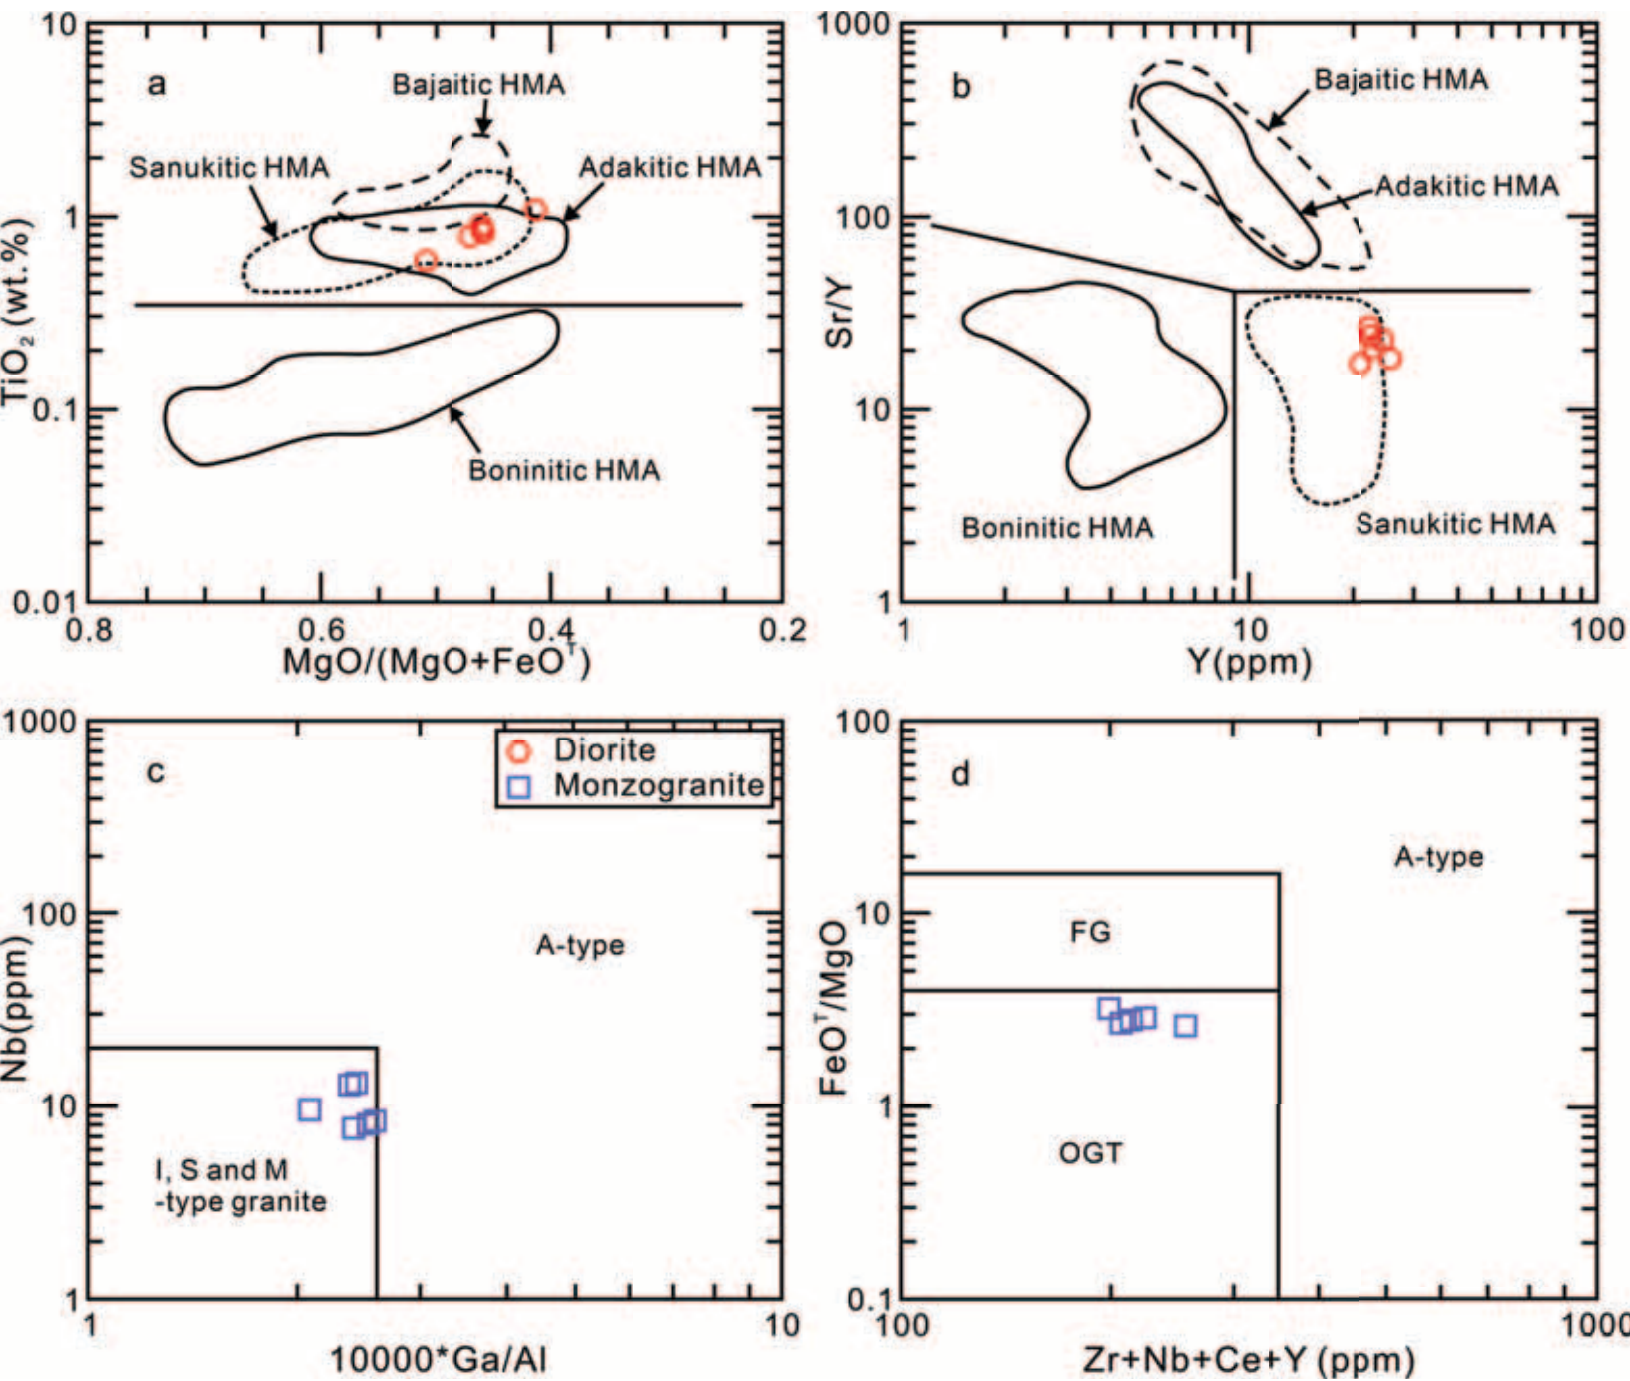 a
Bajaitic HMA
Sanukitic HMA
Adakitic HMA
Boninitic HMA
10
1
0.1
0.01
0.8
0.6
0.4
0.2
TiO₂ (wt.%)
MgO/(MgO+FeOᵀ)
b
Bajaitic HMA
Adakitic HMA
Boninitic HMA
Sanukitic HMA
1000
100
10
1
1
10
100
Sr/Y
Y(ppm)
c
Diorite
Monzogranite
A-type
I, S and M
-type granite
1000
100
10
1
1
10
Nb(ppm)
10000*Ga/Al
d
A-type
FG
OGT
100
10
1
0.1
100
1000
FeOᵀ/MgO
Zr+Nb+Ce+Y (ppm)